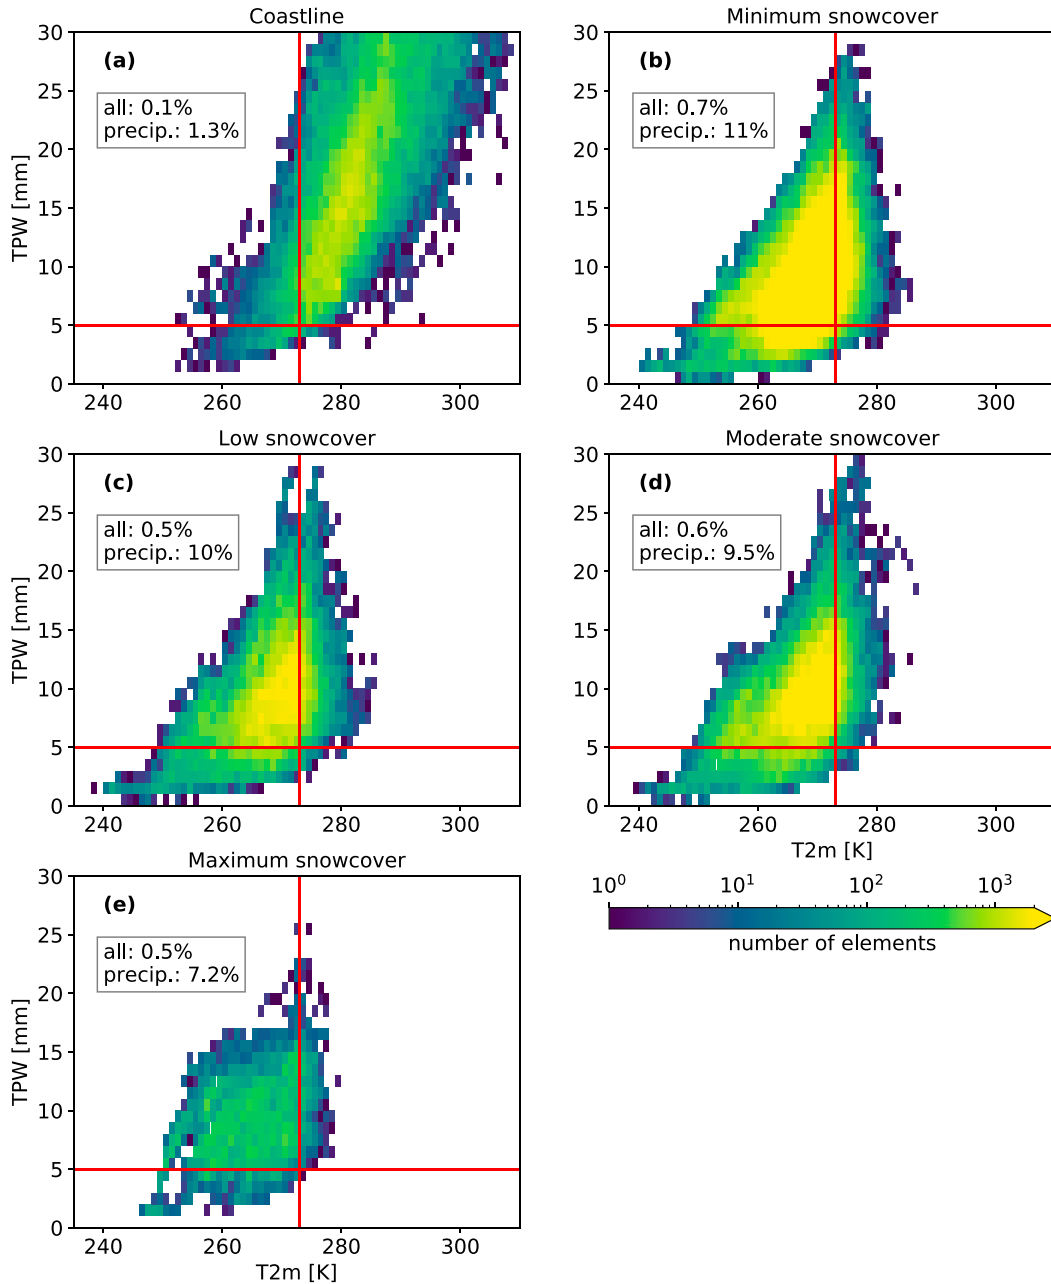 Coastline
30
25
20
15
10
5
0
TPW [mm]
(a)
all: 0.1%
precip.: 1.3%
240
260
280
300
Minimum snowcover
30
25
20
15
10
5
0
(b)
all: 0.7%
precip.: 11%
240
260
280
300
Low snowcover
30
25
20
15
10
5
0
TPW [mm]
(c)
all: 0.5%
precip.: 10%
240
260
280
300
Moderate snowcover
30
25
20
15
10
5
0
(d)
all: 0.6%
precip.: 9.5%
240
260
280
300
T2m [K]
Maximum snowcover
30
25
20
15
10
5
0
TPW [mm]
(e)
all: 0.5%
precip.: 7.2%
240
260
280
300
T2m [K]
10⁰
10¹
10²
10³
number of elements